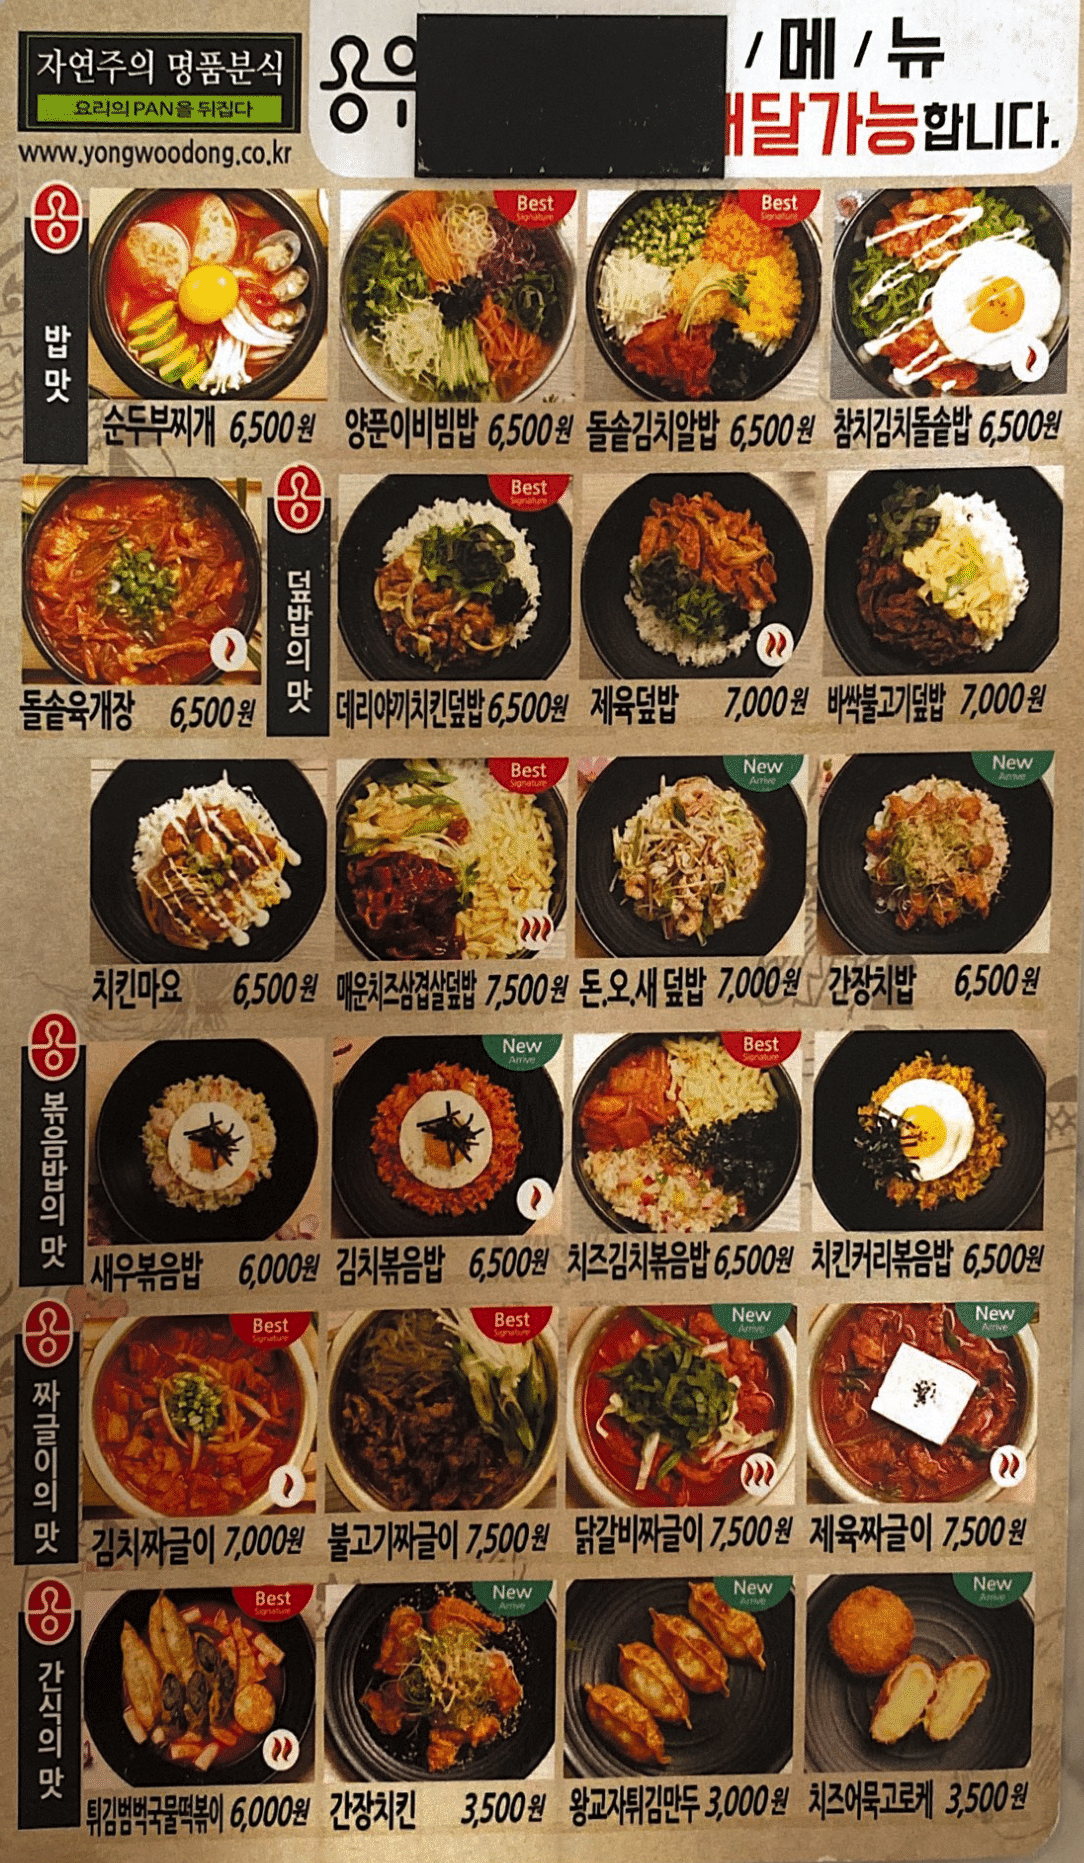 자연주의 명품분식
요리의 PAN을 뒤집다
www.yongwoodong.co.kr
/ 메 / 뉴
배달가능합니다.
밥맛
Best
Signature
Best
Signature
순두부찌개 6,500원
양푼이비빔밥 6,500원
돌솥김치알밥 6,500원
참치김치돌솥밥 6,500원
돌솥육개장 6,500원
덮밥의 맛
Best
Signature
데리야끼치킨덮밥 6,500원
제육덮밥 7,000원
바싹불고기덮밥 7,000원
Best
Signature
New
Arrive
New
Arrive
치킨마요 6,500원
매운치즈삼겹살덮밥 7,500원
돈.오.새 덮밥 7,000원
간장치밥 6,500원
볶음밥의 맛
New
Arrive
Best
Signature
새우볶음밥 6,000원
김치볶음밥 6,500원
치즈김치볶음밥 6,500원
치킨커리볶음밥 6,500원
짜글이의 맛
Best
Signature
Best
Signature
New
Arrive
New
Arrive
김치짜글이 7,000원
불고기짜글이 7,500원
닭갈비짜글이 7,500원
제육짜글이 7,500원
간식의 맛
Best
Signature
New
Arrive
New
Arrive
New
Arrive
튀김범벅국물떡볶이 6,000원
간장치킨 3,500원
왕교자튀김만두 3,000원
치즈어묵고로케 3,500원